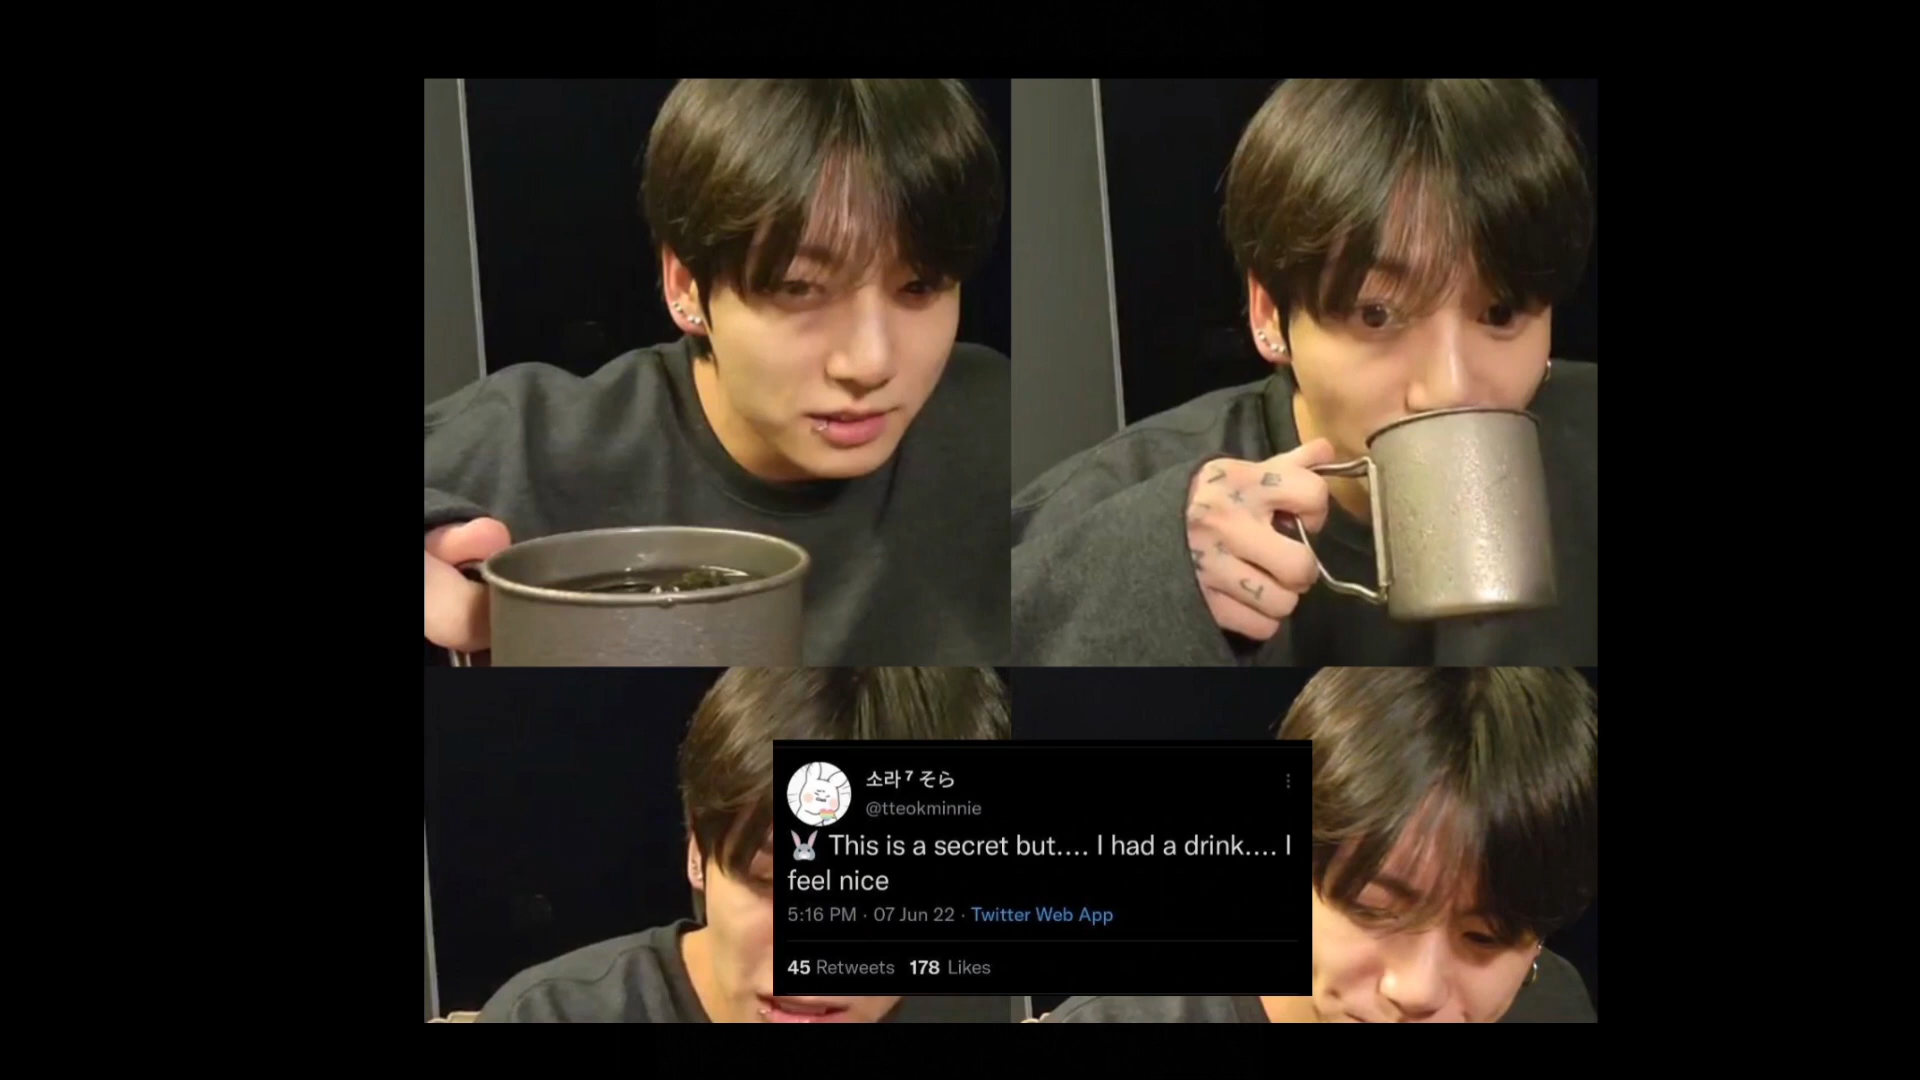 소라⁷ そら
@tteokminnie
🐰 This is a secret but.... I had a drink.... I
feel nice
5:16 PM · 07 Jun 22 · Twitter Web App
45 Retweets 178 Likes